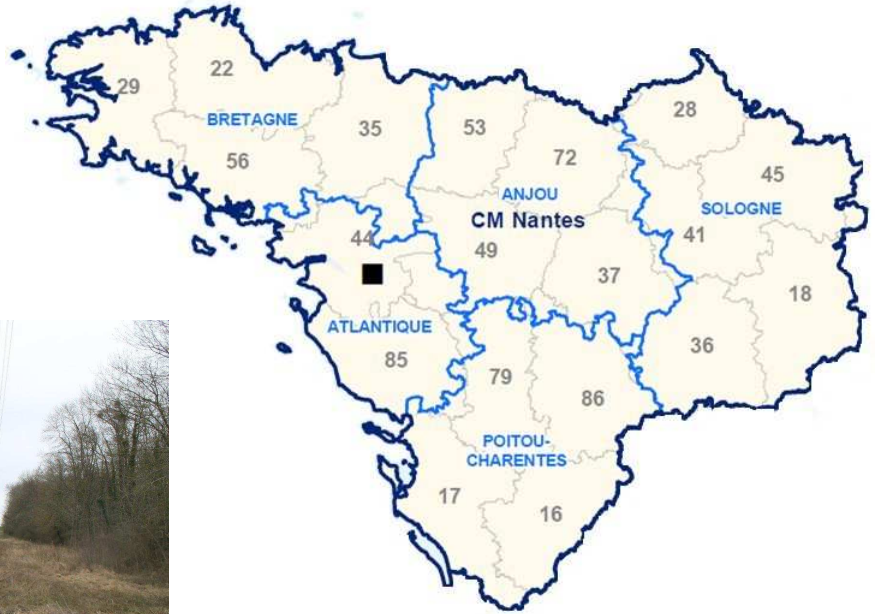 22
29
28
BRETAGNE
35
53
72
45
56
ANJOU
SOLOGNE
CM Nantes
44
49
41
37
18
ATLANTIQUE
85
79
36
86
POITOU-
CHARENTES
17
16